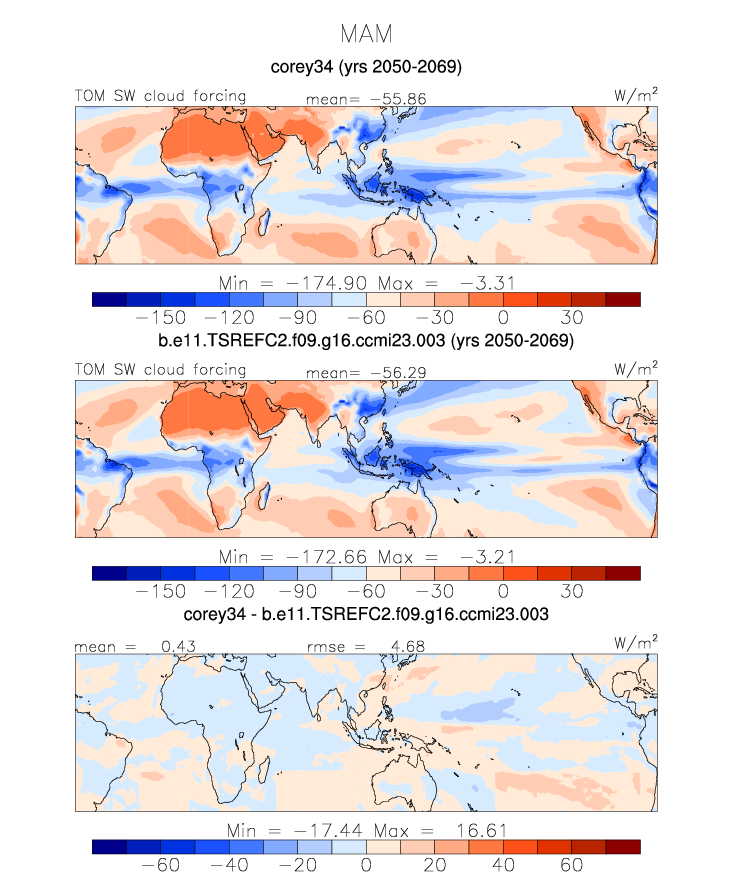 MAM
corey34 (yrs 2050-2069)
TOM SW cloud forcing mean= −55.86 W/m²
Min = −174.90 Max = −3.31
−150 −120 −90 −60 −30 0 30
b.e11.TSREFC2.f09.g16.ccmi23.003 (yrs 2050-2069)
TOM SW cloud forcing mean= −56.29 W/m²
Min = −172.66 Max = −3.21
−150 −120 −90 −60 −30 0 30
corey34 - b.e11.TSREFC2.f09.g16.ccmi23.003
mean = 0.43 rmse = 4.68 W/m²
Min = −17.44 Max = 16.61
−60 −40 −20 0 20 40 60